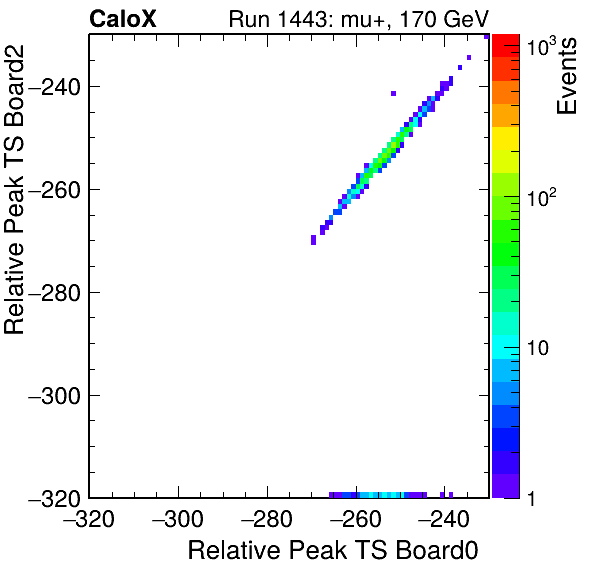 CaloX Run 1443: mu+, 170 GeV
Relative Peak TS Board2
−240
−260
−280
−300
−320
−320 −300 −280 −260 −240
Relative Peak TS Board0
Events
10³
10²
10
1